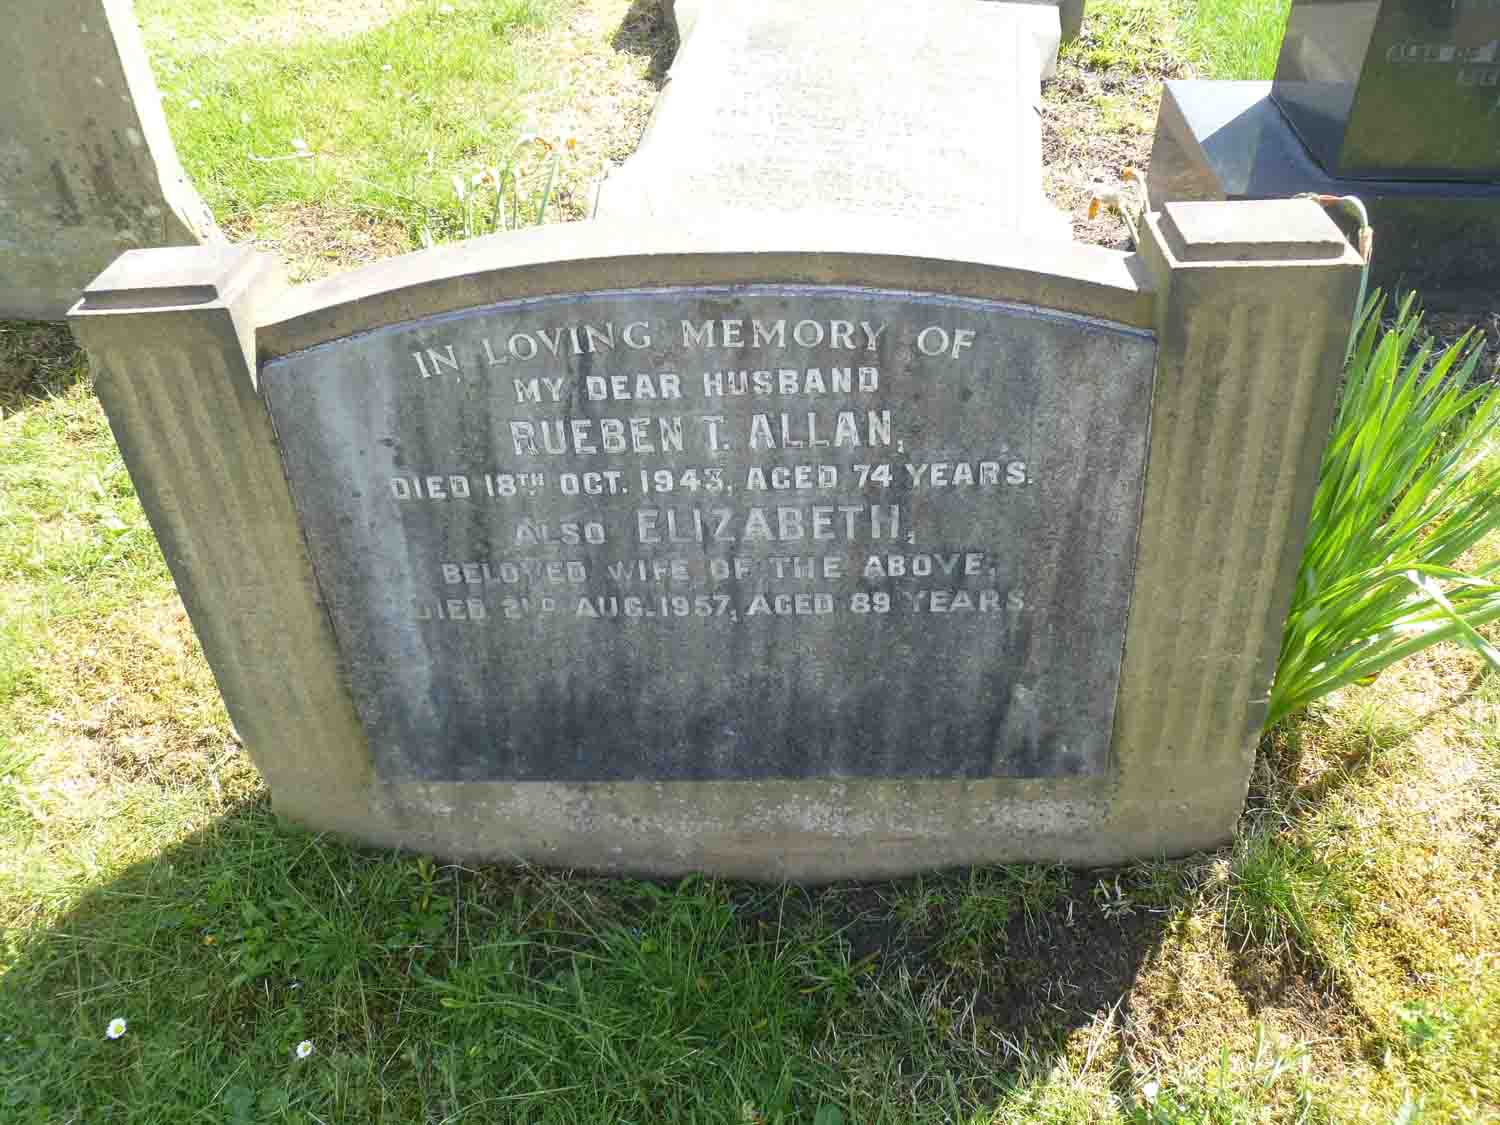 IN LOVING MEMORY OF
MY DEAR HUSBAND
RUEBEN T. ALLAN,
DIED 18TH OCT. 1943, AGED 74 YEARS.
ALSO ELIZABETH,
BELOVED WIFE OF THE ABOVE,
DIED AUG. 1957, AGED 89 YEARS.